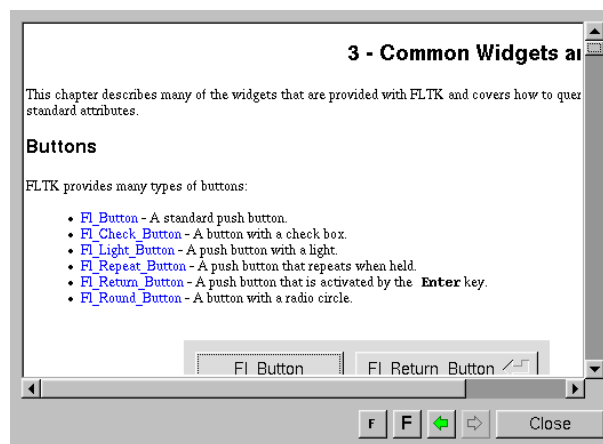 3 - Common Widgets
This chapter describes many of the widgets that are provided with FLTK and covers how to
standard attributes.
Buttons
FLTK provides many types of buttons:
• Fl_Button - A standard push button.
• Fl_Check_Button - A button with a check box.
• Fl_Light_Button - A push button with a light.
• Fl_Repeat_Button - A push button that repeats when held.
• Fl_Return_Button - A push button that is activated by the Enter key.
• Fl_Round_Button - A button with a radio circle.
Fl Button Fl Return Button
F F Close